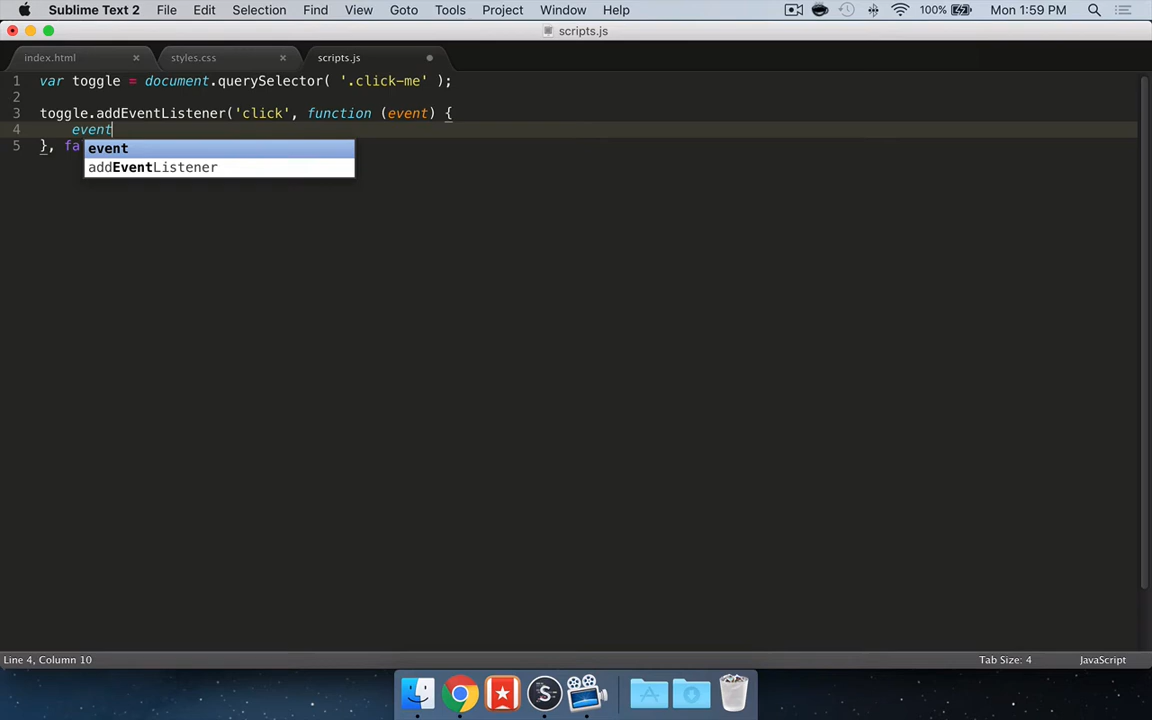 Sublime Text 2 File Edit Selection Find View Goto Tools Project Window Help 100% Mon 1:59 PM
scripts.js
index.html × styles.css × scripts.js
1 var toggle = document.querySelector( '.click-me' );
2
3 toggle.addEventListener('click', function (event) {
4 event
5 }, fa
event
addEventListener
Line 4, Column 10 Tab Size: 4 JavaScript